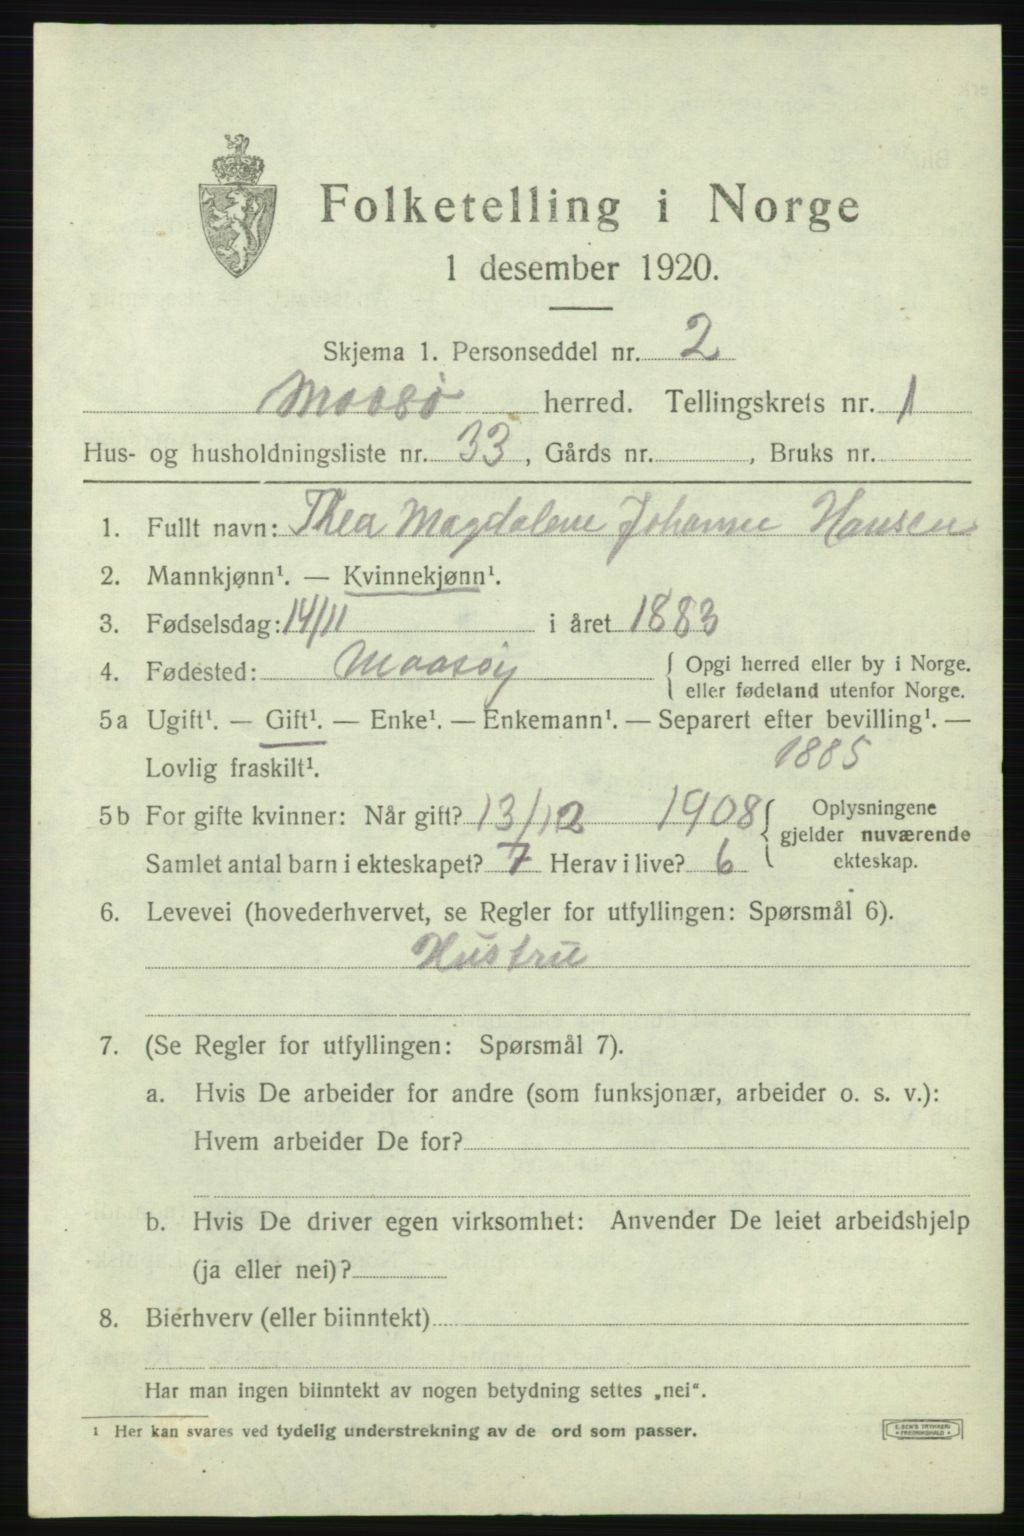 Folketelling i Norge
1 desember 1920.
Skjema 1. Personseddel nr. 2
Maasø herred. Tellingskrets nr. 1
Hus- og husholdningsliste nr. 33, Gårds nr. , Bruks nr.
1. Fullt navn: Thea Magdalene Johanne Hansen
2. Mannkjønn¹. — Kvinnekjønn¹.
3. Fødselsdag: 14/11 i året 1883
4. Fødested: Maasøy { Opgi herred eller by i Norge.
eller fødeland utenfor Norge.
5a Ugift¹. — Gift¹. — Enke¹. — Enkemann¹. — Separert efter bevilling¹. —
Lovlig fraskilt¹. 1885
5b For gifte kvinner: Når gift? 13/12 1908 { Oplysningene
gjelder nuværende
Samlet antal barn i ekteskapet? 7 Herav i live? 6 ekteskap.
6. Levevei (hovederhvervet, se Regler for utfyllingen: Spørsmål 6).
Hustru
7. (Se Regler for utfyllingen: Spørsmål 7).
a. Hvis De arbeider for andre (som funksjonær, arbeider o. s. v.):
Hvem arbeider De for?
b. Hvis De driver egen virksomhet: Anvender De leiet arbeidshjelp
(ja eller nei)?
8. Bierhverv (eller biinntekt)
Har man ingen biinntekt av nogen betydning settes „nei“.
¹ Her kan svares ved tydelig understrekning av de ord som passer.
E. SEM'S TRYKKERI
FREDRIKSHALD